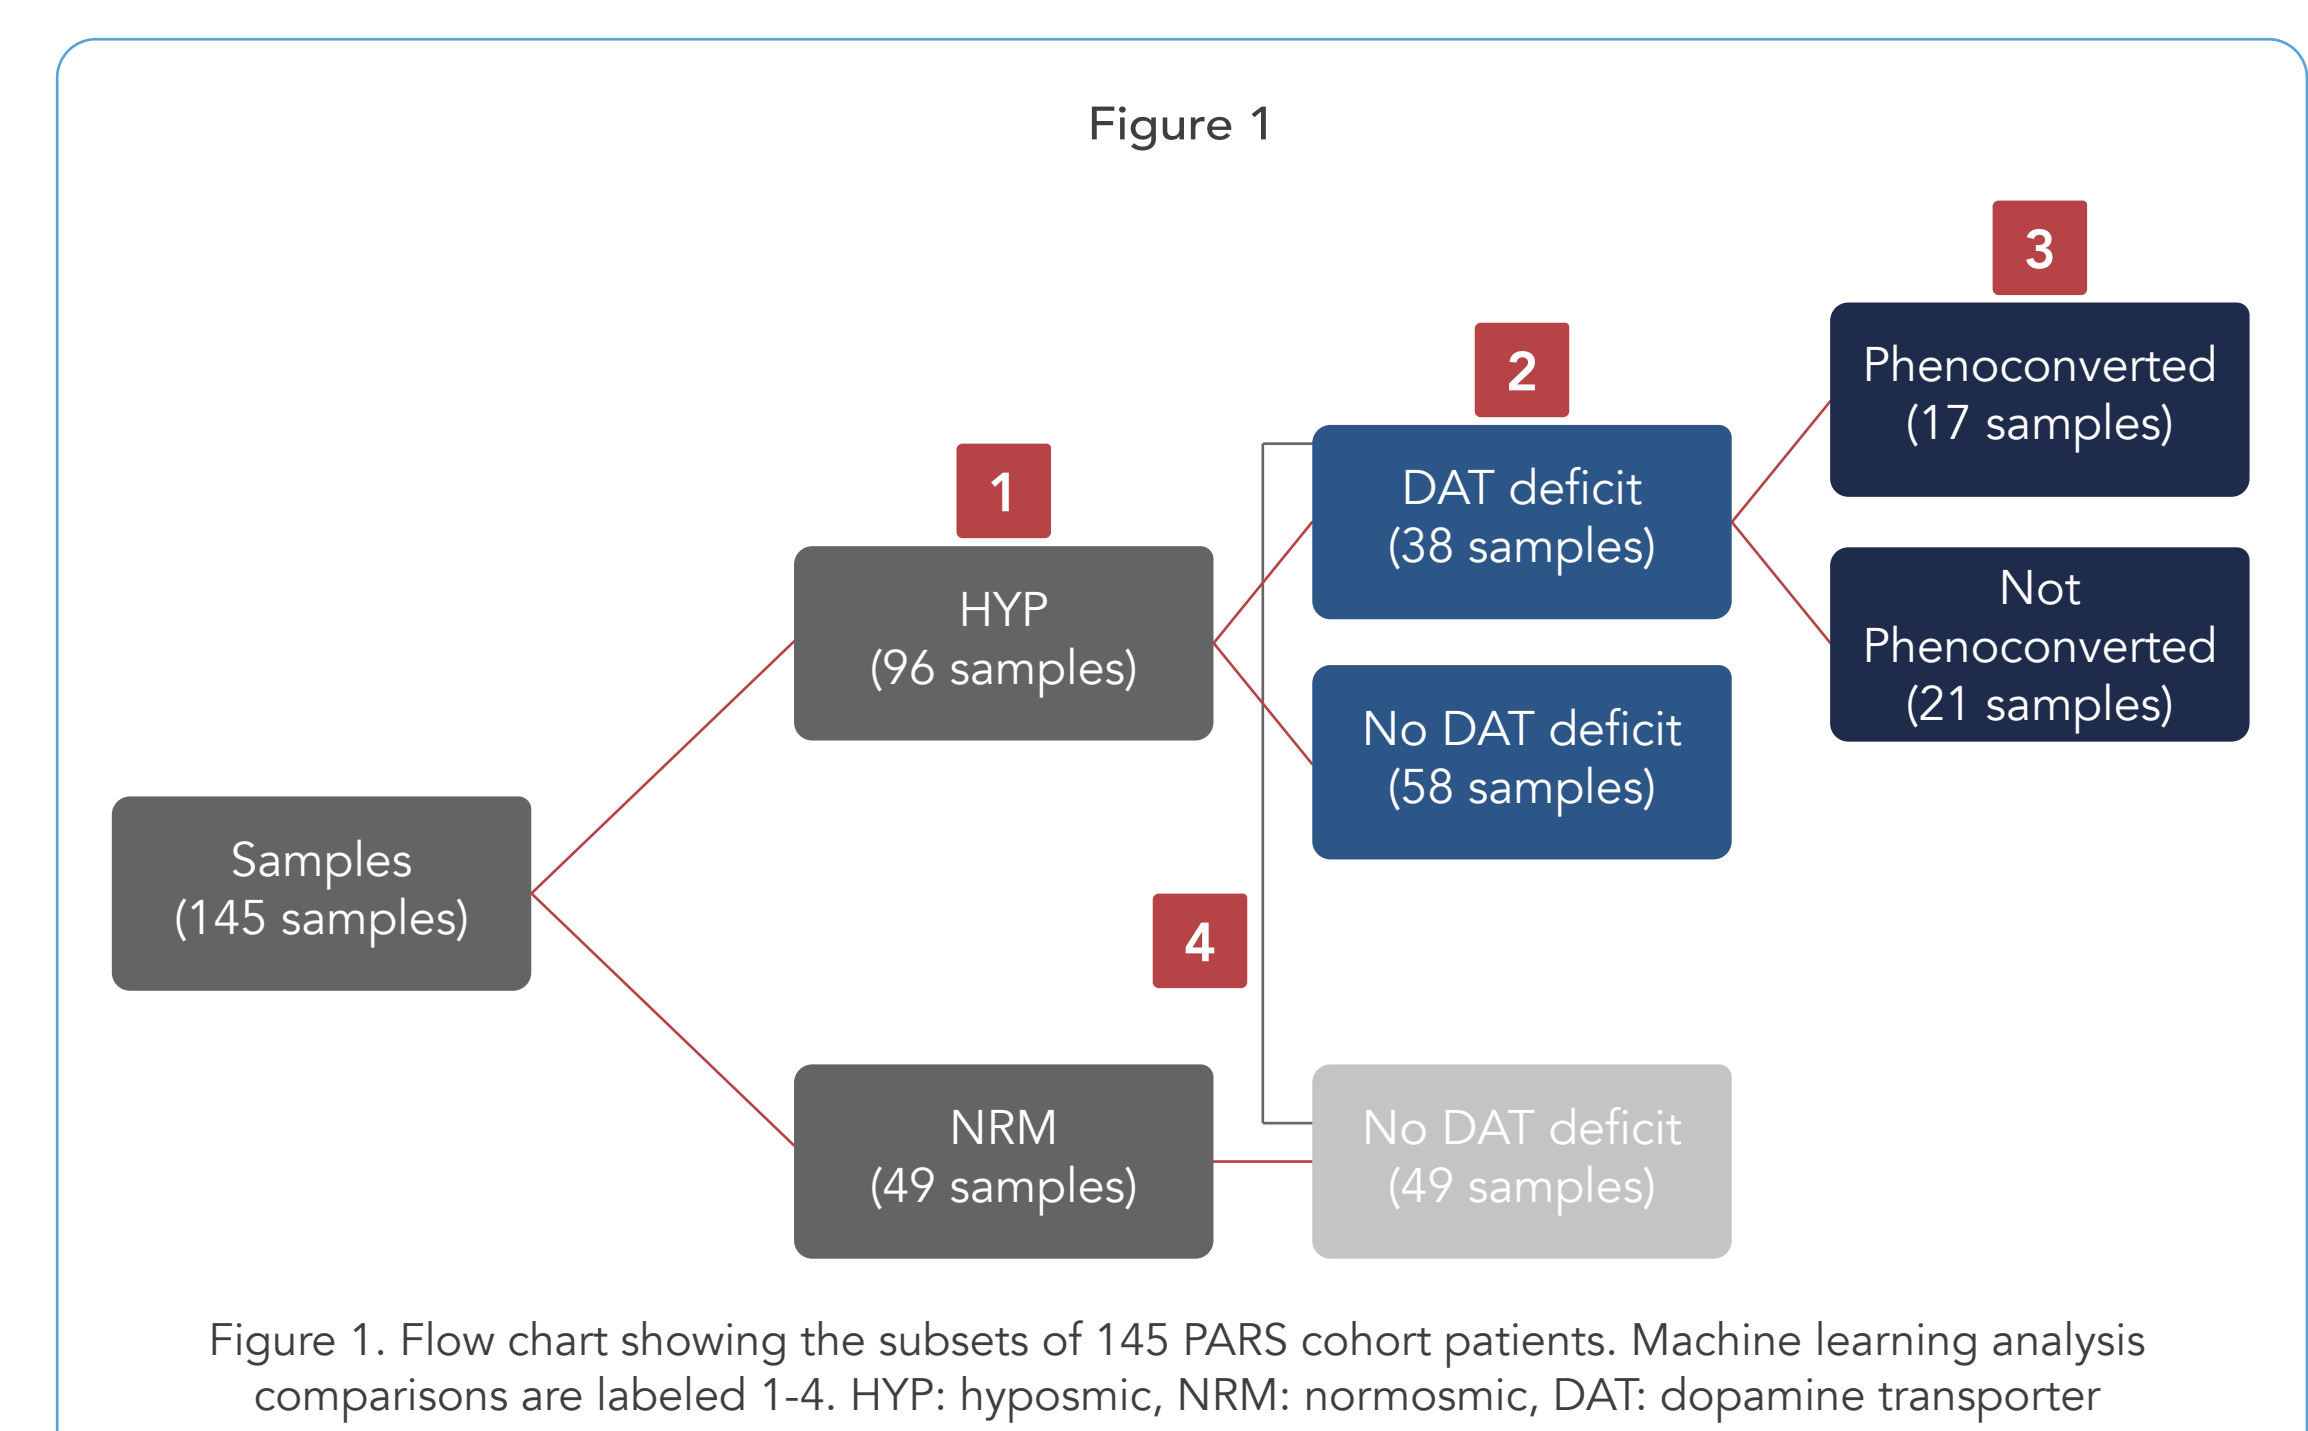 Figure 1
3
Phenoconverted
(17 samples)
2
DAT deficit
(38 samples)
1
HYP
(96 samples)
Not
Phenoconverted
(21 samples)
No DAT deficit
(58 samples)
Samples
(145 samples)
4
NRM
(49 samples)
No DAT deficit
(49 samples)
Figure 1. Flow chart showing the subsets of 145 PARS cohort patients. Machine learning analysis
comparisons are labeled 1-4. HYP: hyposmic, NRM: normosmic, DAT: dopamine transporter